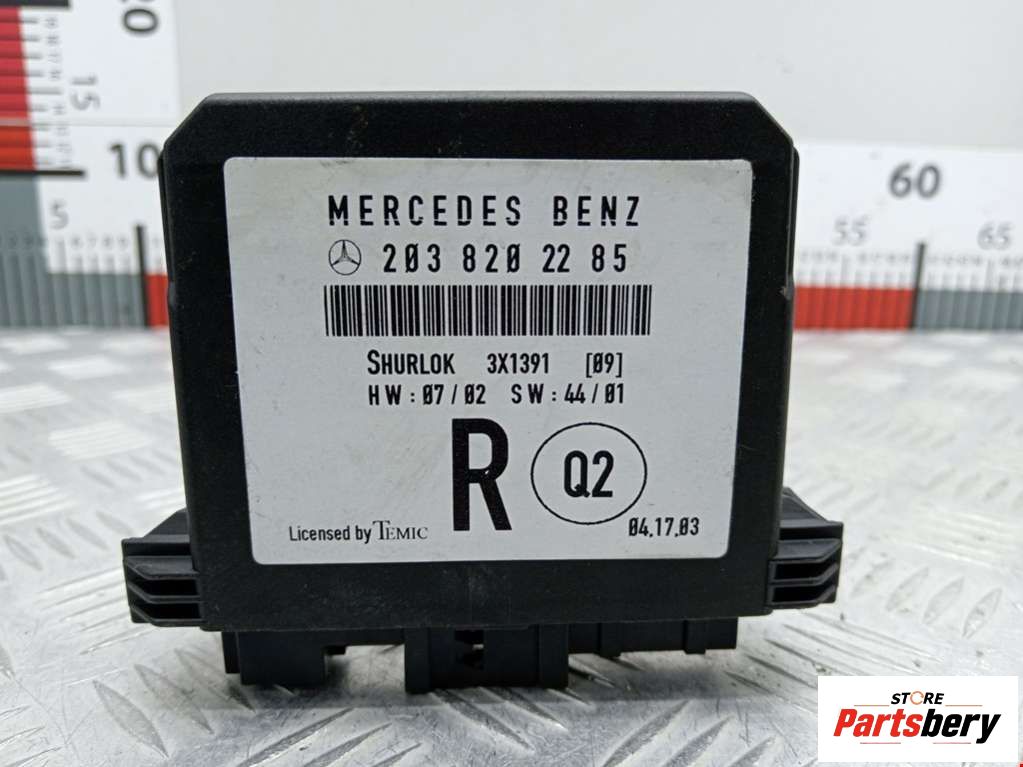 20
15
10
5
60
55
65
MERCEDES BENZ
203 820 22 85
SHURLOK 3X1391 [09]
HW : 07 / 02 SW : 44 / 01
R Q2
Licensed by TEMIC 04.17.03
STORE
Partsbery